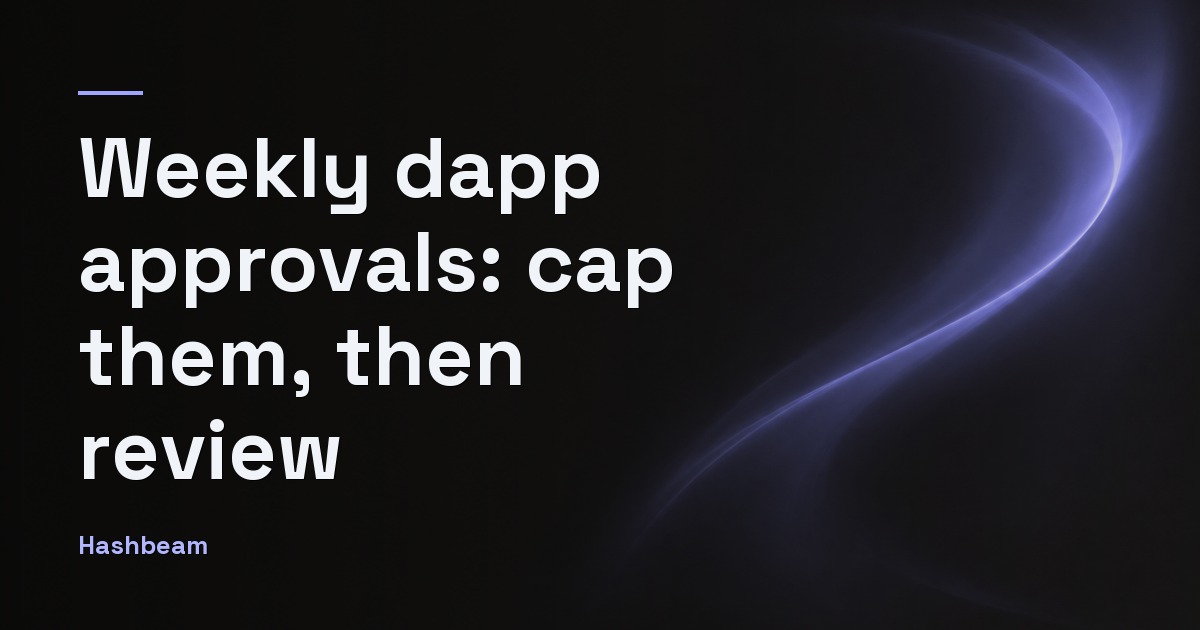 Weekly dapp
approvals: cap
them, then
review
Hashbeam